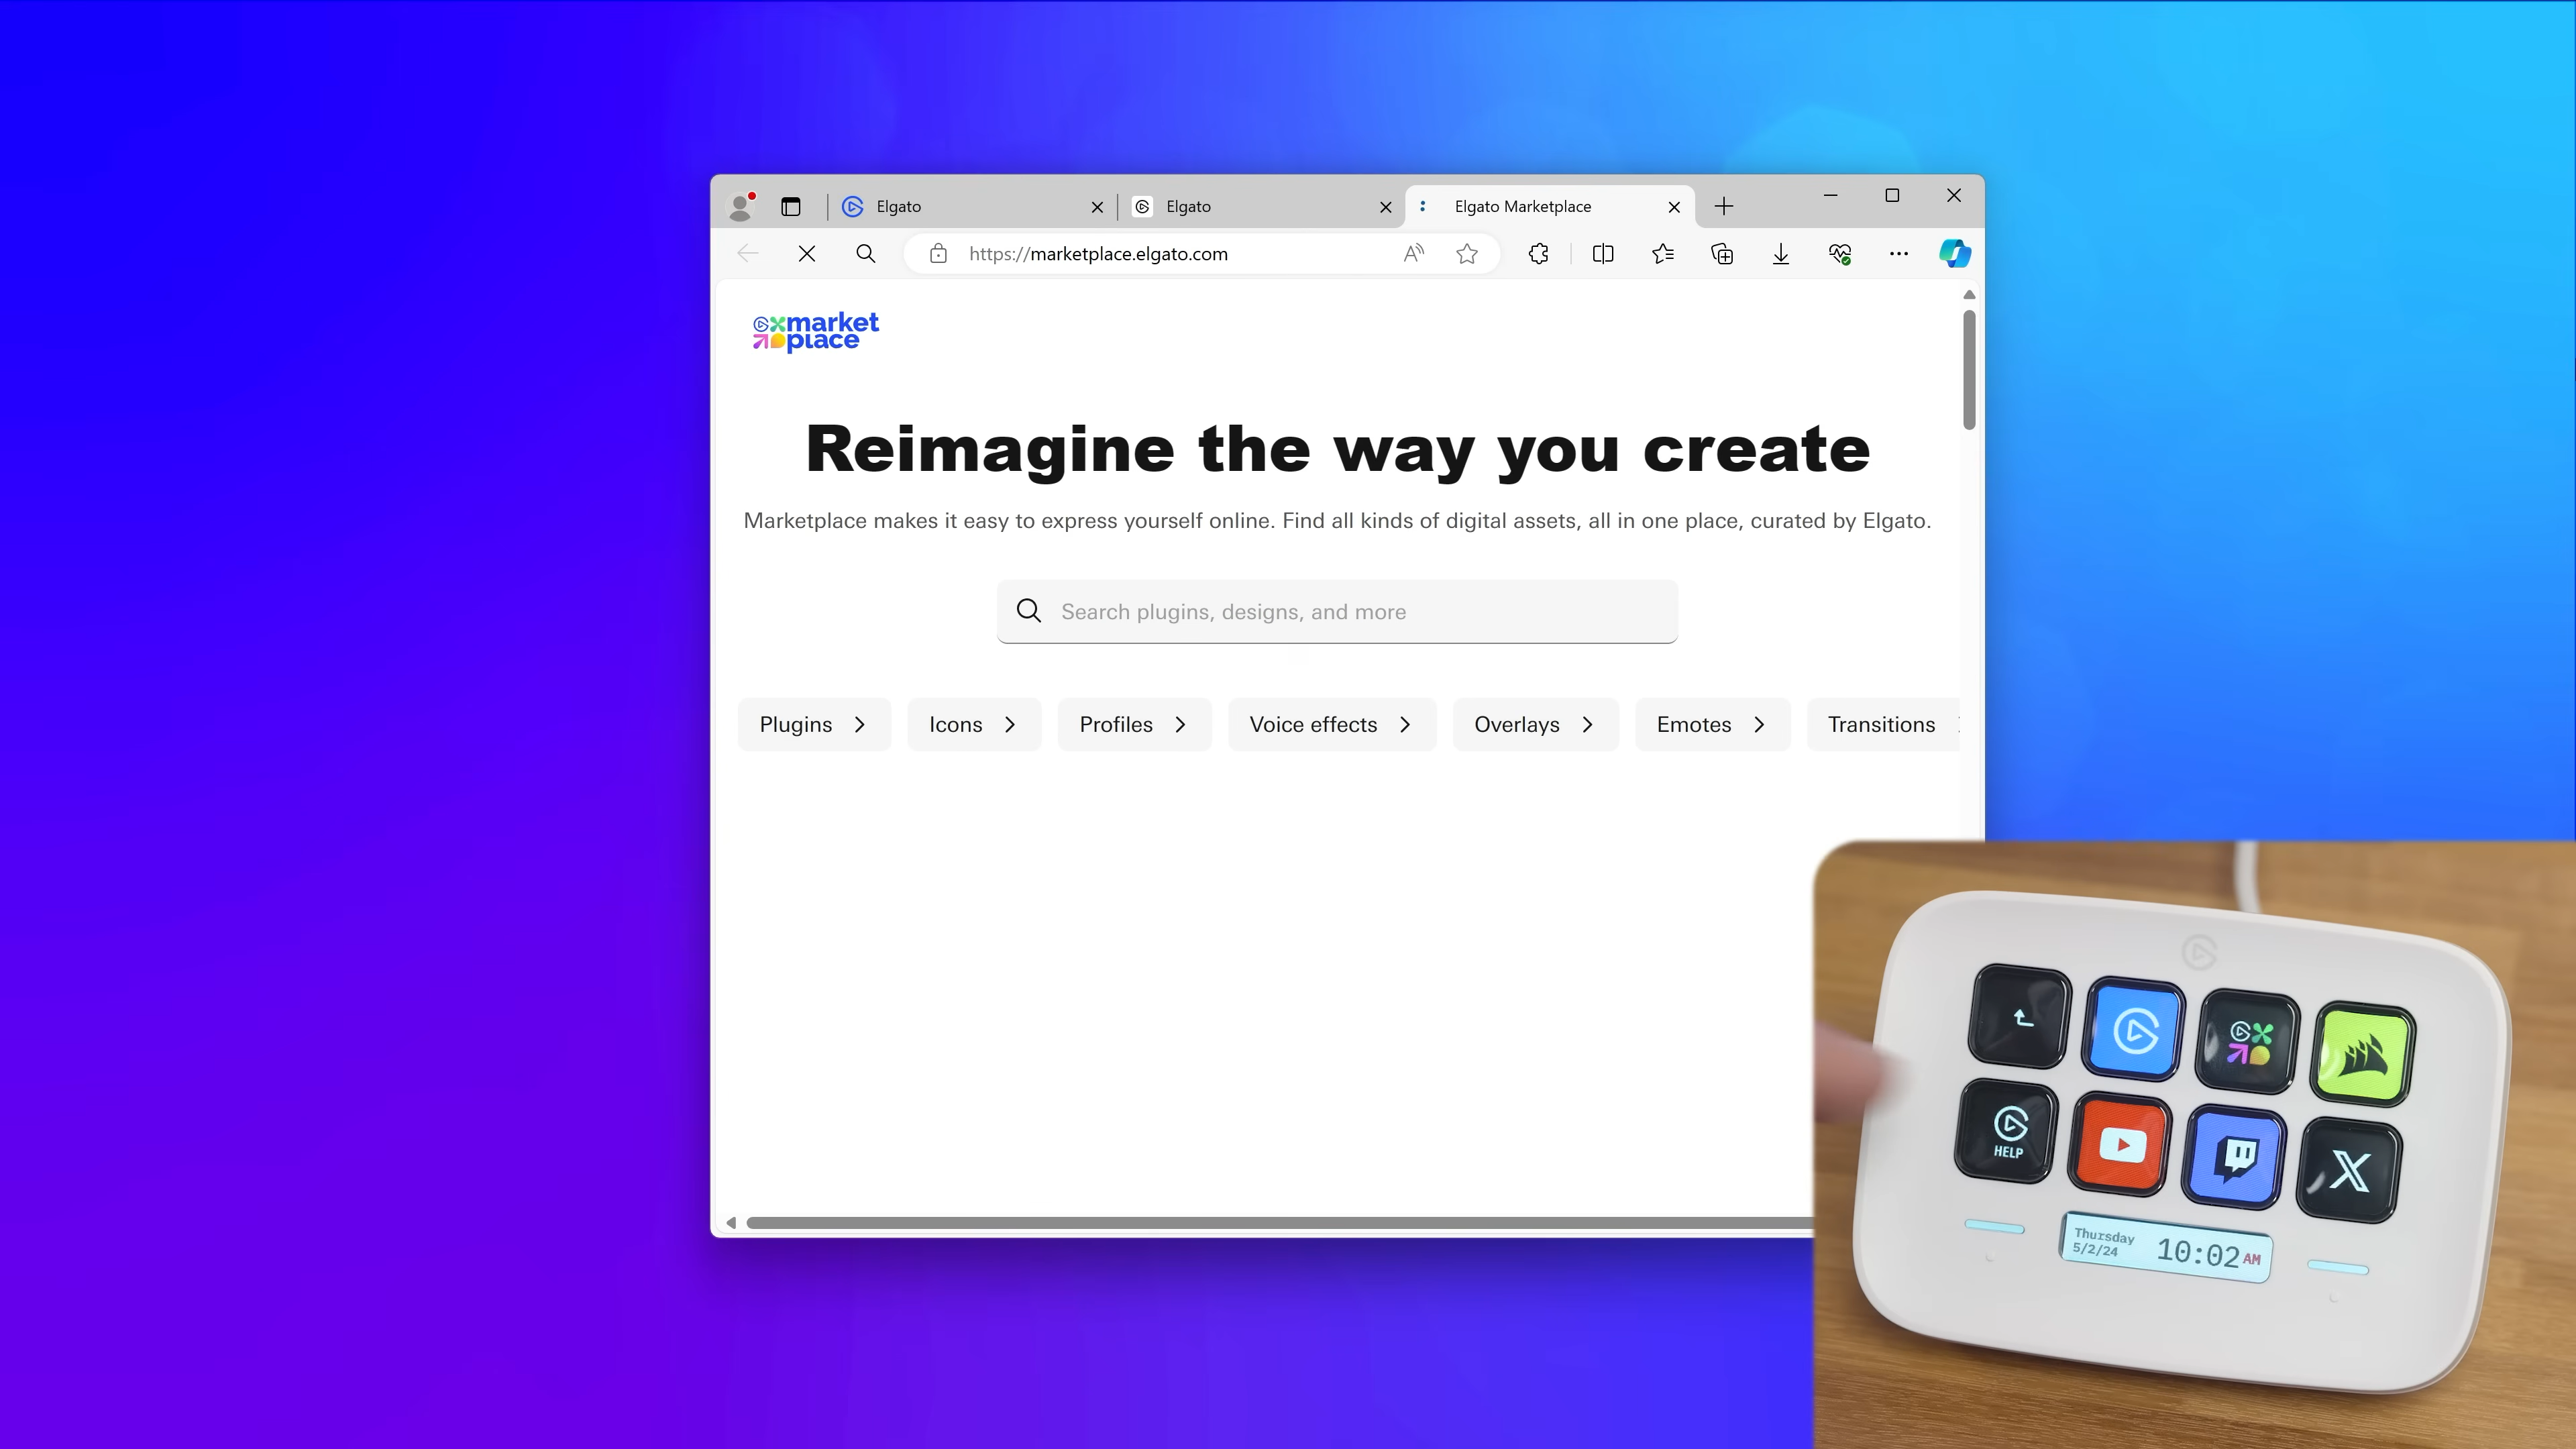 Elgato
Elgato
Elgato Marketplace
https://marketplace.elgato.com
market
place
Reimagine the way you create
Marketplace makes it easy to express yourself online. Find all kinds of digital assets, all in one place, curated by Elgato.
Search plugins, designs, and more
Plugins
Icons
Profiles
Voice effects
Overlays
Emotes
Transitions
HELP
Thursday
5/2/24
10:02 AM